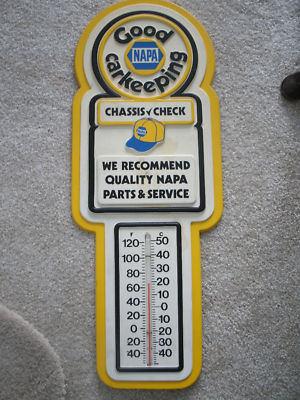 Good
NAPA
carkeeping
CHASSIS✓CHECK
WE RECOMMEND
QUALITY NAPA
PARTS & SERVICE
F C
120 50
100 40
80 30
60 20
40 10
20 0
0 20
20 30
40 40